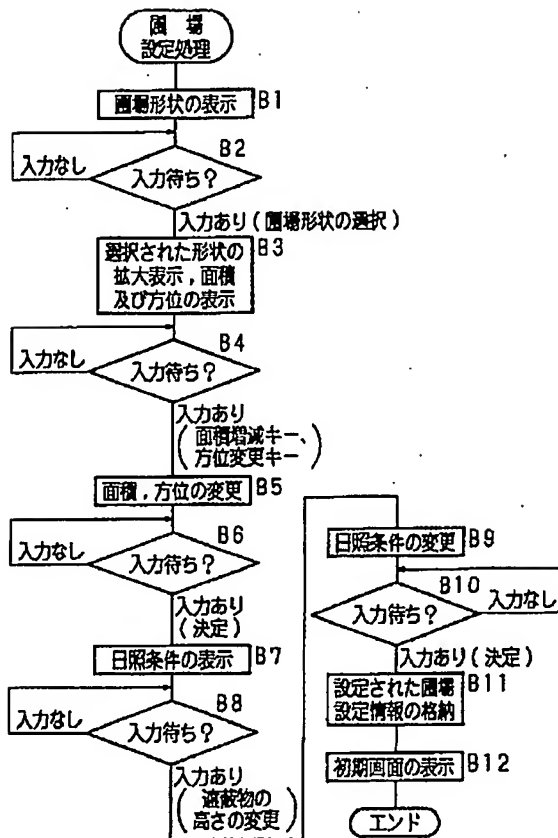 圃場
設定処理
圃場形状の表示 B1
B2
入力なし
入力待ち?
入力あり(圃場形状の選択)
選択された形状の B3
拡大表示,面積
及び方位の表示
B4
入力なし
入力待ち?
入力あり
(面積増減キー、
方位変更キー)
面積,方位の変更 B5
B6
入力なし
入力待ち?
入力あり
(決定)
日照条件の表示 B7
B8
入力なし
入力待ち?
入力あり
(遮蔽物の
高さの変更)
日照条件の変更 B9
B10
入力なし
入力待ち?
入力あり(決定)
設定された圃場 B11
設定情報の格納
初期画面の表示 B12
エンド